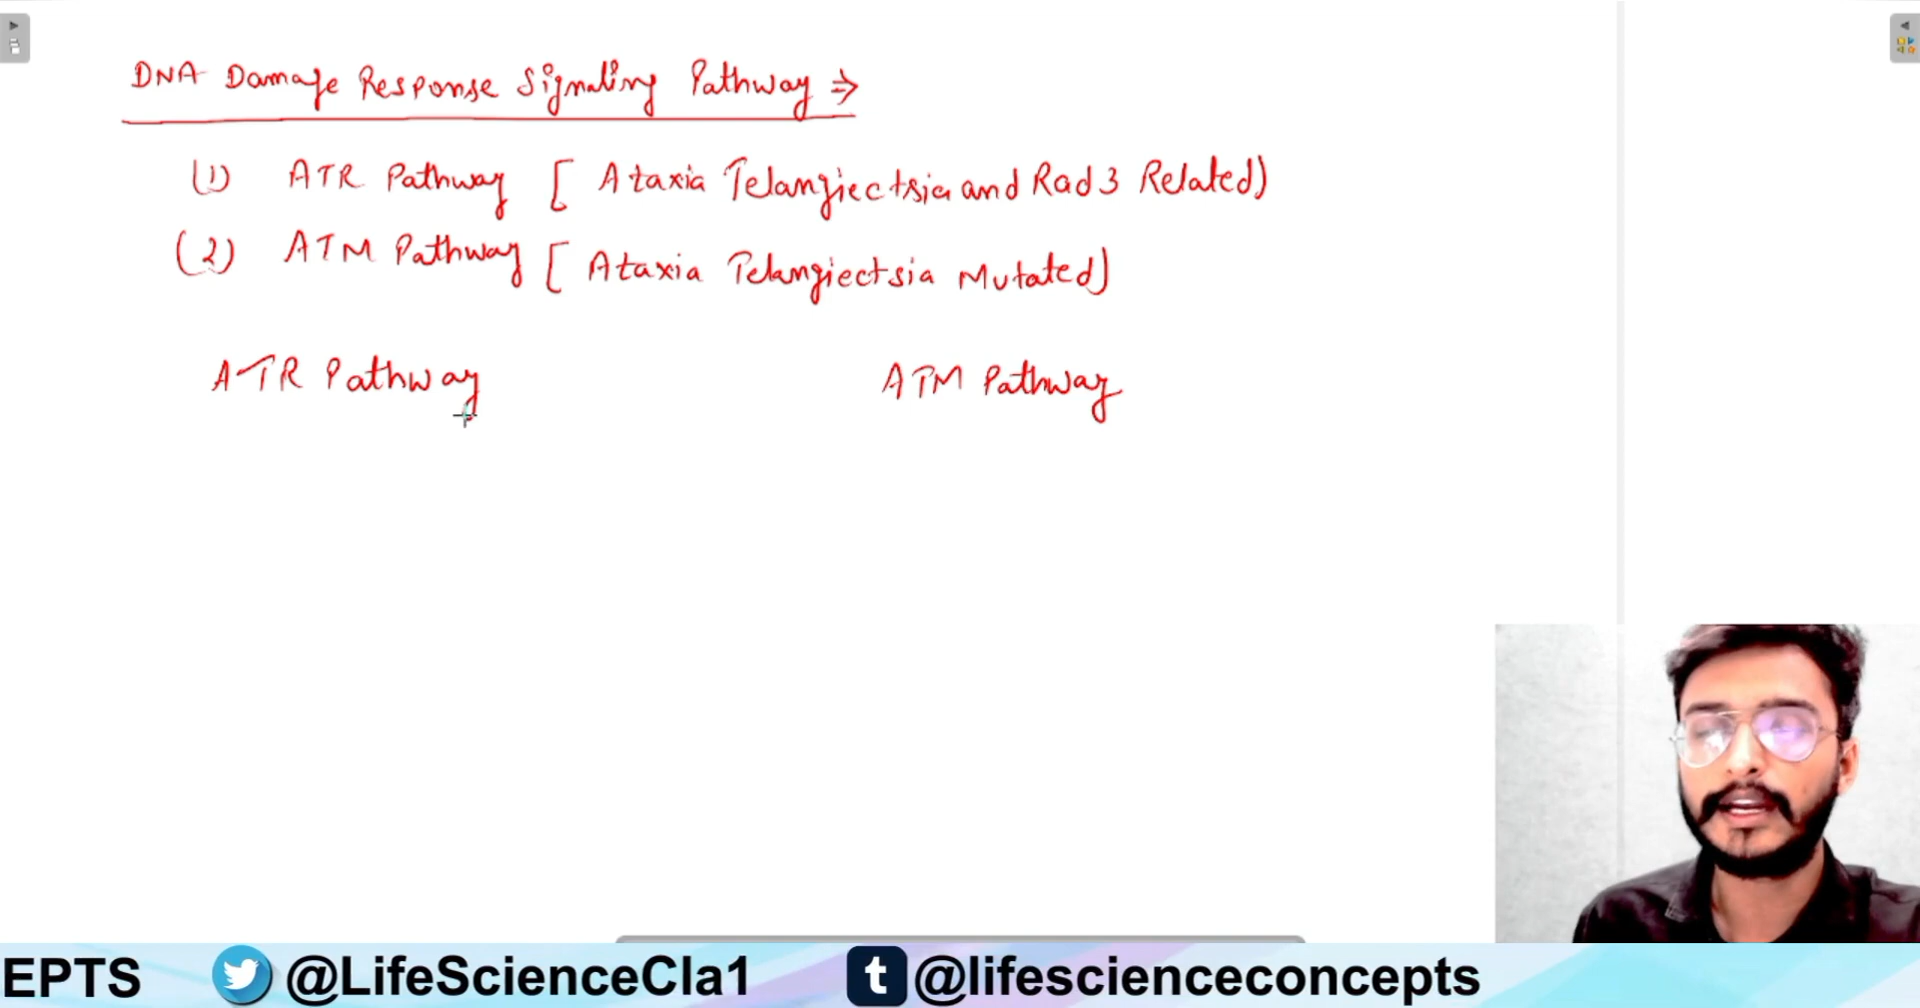 DNA Damage Response Signaling Pathway ⇒
(1) ATR Pathway [ Ataxia Telangiectsia and Rad3 Related)
(2) ATM Pathway [ Ataxia Telangiectsia Mutated)
ATR Pathway ATM Pathway
EPTS @LifeScienceCla1 t @lifescienceconcepts